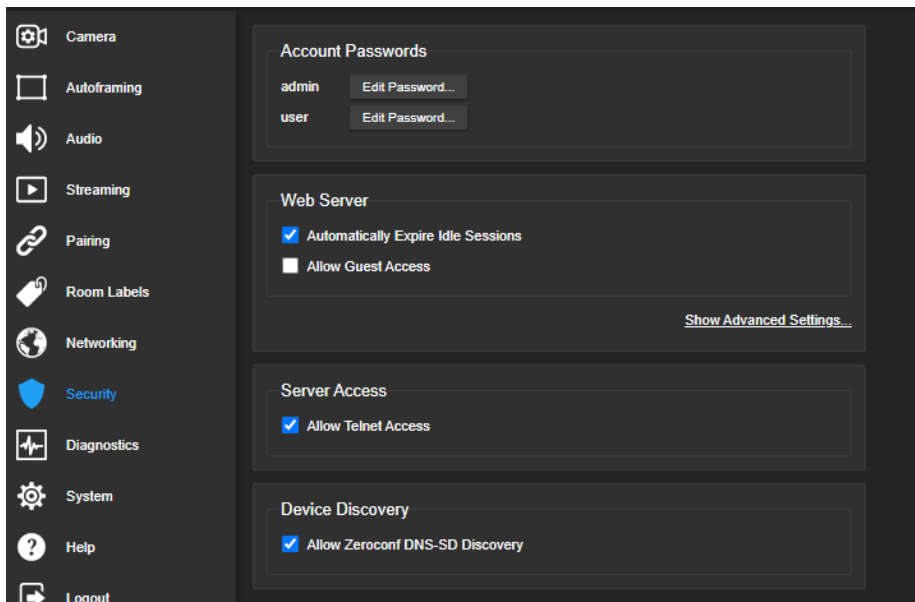 Camera
Autoframing
Audio
Streaming
Pairing
Room Labels
Networking
Security
Diagnostics
System
Help
Logout
Account Passwords
admin Edit Password...
user Edit Password...
Web Server
Automatically Expire Idle Sessions
Allow Guest Access
Show Advanced Settings...
Server Access
Allow Telnet Access
Device Discovery
Allow Zeroconf DNS-SD Discovery